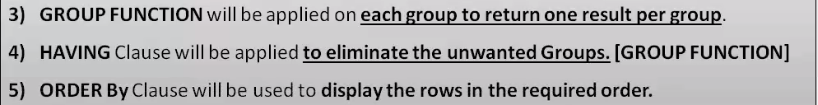 3) GROUP FUNCTION will be applied on each group to return one result per group.
4) HAVING Clause will be applied to eliminate the unwanted Groups. [GROUP FUNCTION]
5) ORDER By Clause will be used to display the rows in the required order.